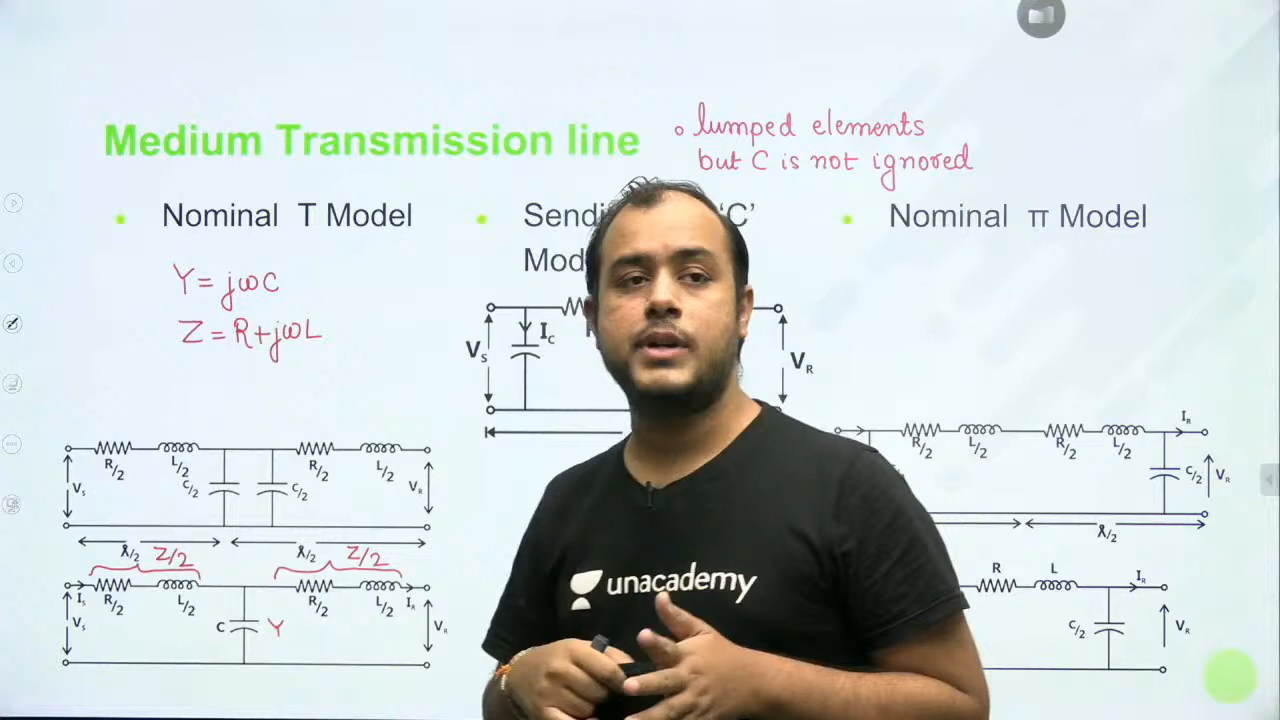 Medium Transmission line
० lumped elements
but C is not ignored
• Nominal T Model
• ‘C’
• Nominal π Model
Y = jωC
Z = R+jωL
V_S
I_C
V_R
R/2 L/2 R/2 L/2
V_S C/2 C/2 V_R
ℓ/2 ℓ/2
Z/2 Z/2
I_S R/2 L/2 R/2 L/2 I_R
V_S C Y V_R
I_R
R/2 L/2 R/2 L/2
C/2 V_R
ℓ/2
R L I_R
C/2 V_R
unacademy